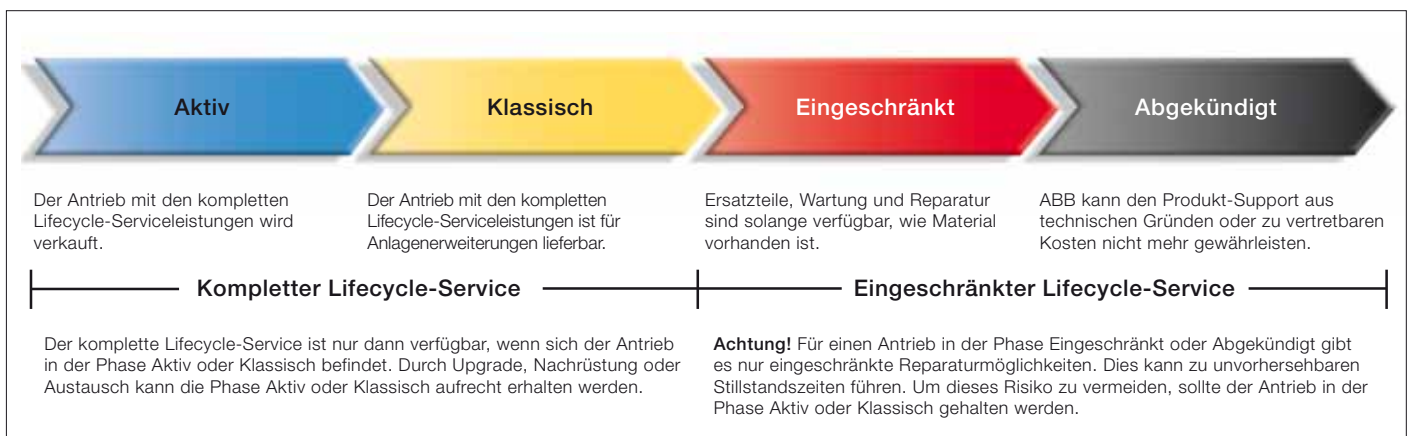 Aktiv
Klassisch
Eingeschränkt
Abgekündigt
Der Antrieb mit den kompletten
Lifecycle-Serviceleistungen wird
verkauft.
Der Antrieb mit den kompletten
Lifecycle-Serviceleistungen ist für
Anlagenerweiterungen lieferbar.
Ersatzteile, Wartung und Reparatur
sind solange verfügbar, wie Material
vorhanden ist.
ABB kann den Produkt-Support aus
technischen Gründen oder zu vertretbaren
Kosten nicht mehr gewährleisten.
Kompletter Lifecycle-Service
Eingeschränkter Lifecycle-Service
Der komplette Lifecycle-Service ist nur dann verfügbar, wenn sich der Antrieb
in der Phase Aktiv oder Klassisch befindet. Durch Upgrade, Nachrüstung oder
Austausch kann die Phase Aktiv oder Klassisch aufrecht erhalten werden.
Achtung! Für einen Antrieb in der Phase Eingeschränkt oder Abgekündigt gibt
es nur eingeschränkte Reparaturmöglichkeiten. Dies kann zu unvorhersehbaren
Stillstandszeiten führen. Um dieses Risiko zu vermeiden, sollte der Antrieb in der
Phase Aktiv oder Klassisch gehalten werden.